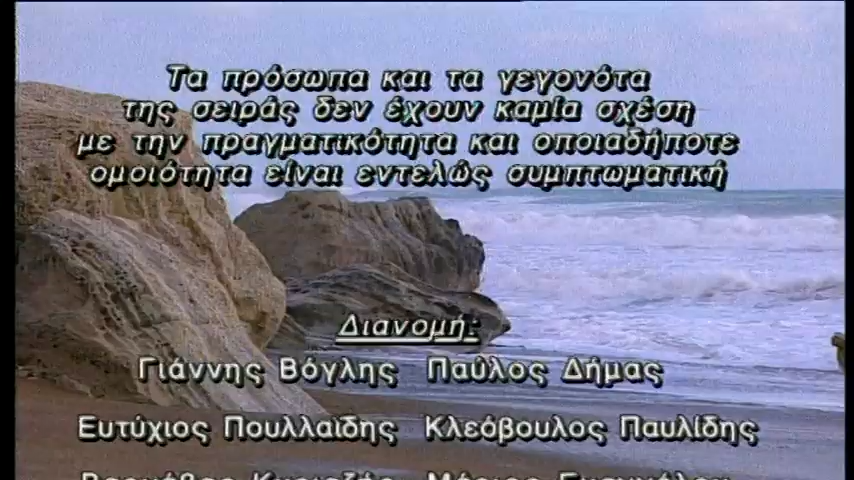 Τα πρόσωπα και τα γεγονότα
της σειράς δεν έχουν καμία σχέση
με την πραγματικότητα και οποιαδήποτε
ομοιότητα είναι εντελώς συμπτωματική
Διανομή:
Γιάννης Βόγλης Παύλος Δήμας
Ευτύχιος Πουλλαϊδης Κλεόβουλος Παυλίδης